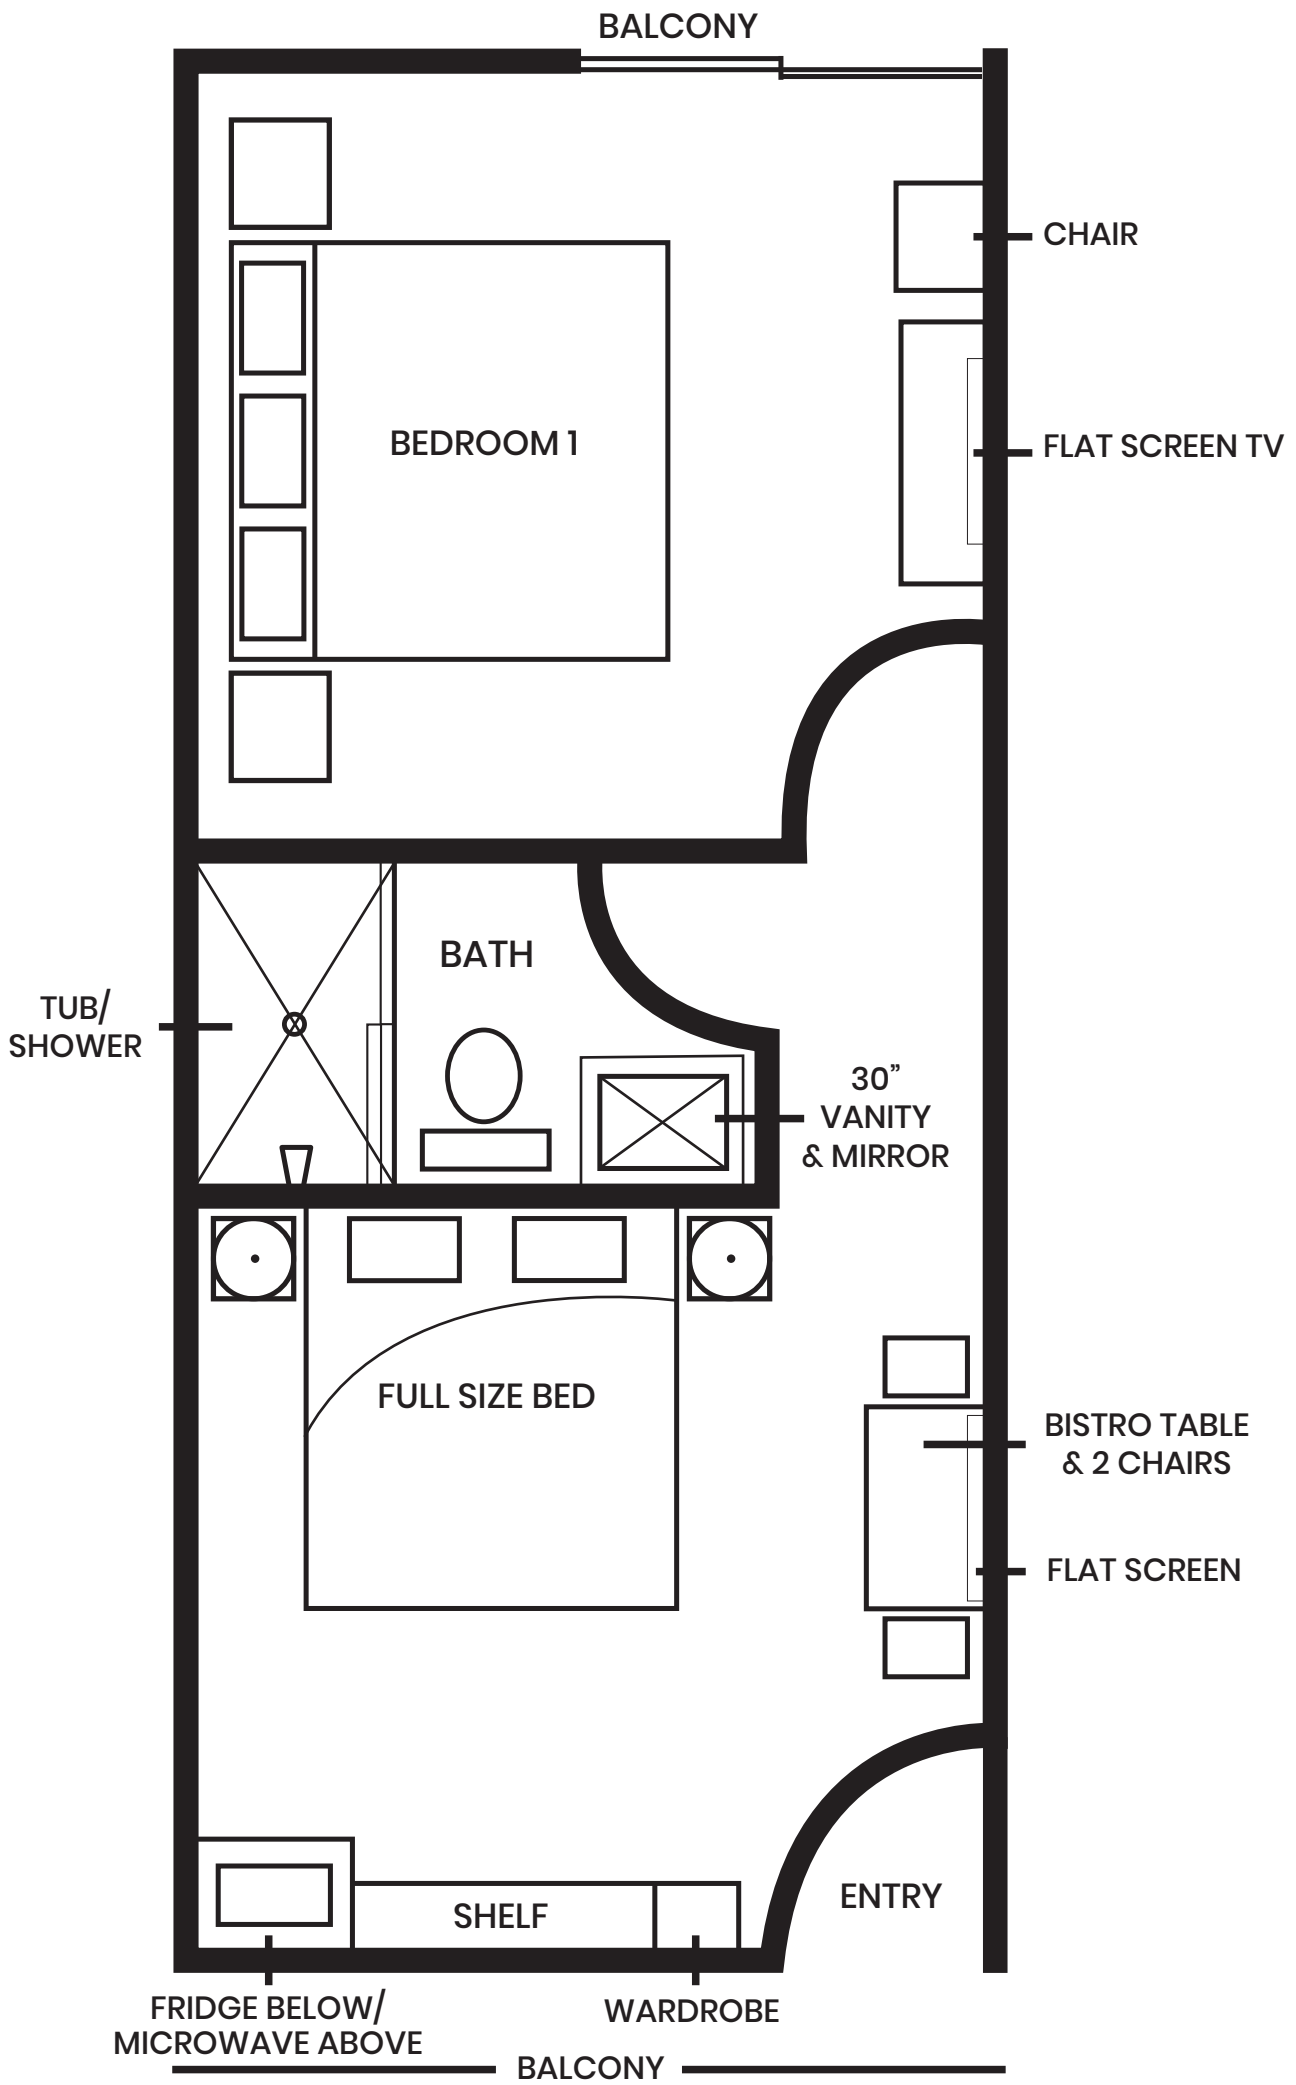 BALCONY
CHAIR
BEDROOM 1
FLAT SCREEN TV
BATH
TUB/
SHOWER
30”
VANITY
& MIRROR
FULL SIZE BED
BISTRO TABLE
& 2 CHAIRS
FLAT SCREEN
ENTRY
SHELF
FRIDGE BELOW/
MICROWAVE ABOVE
WARDROBE
BALCONY